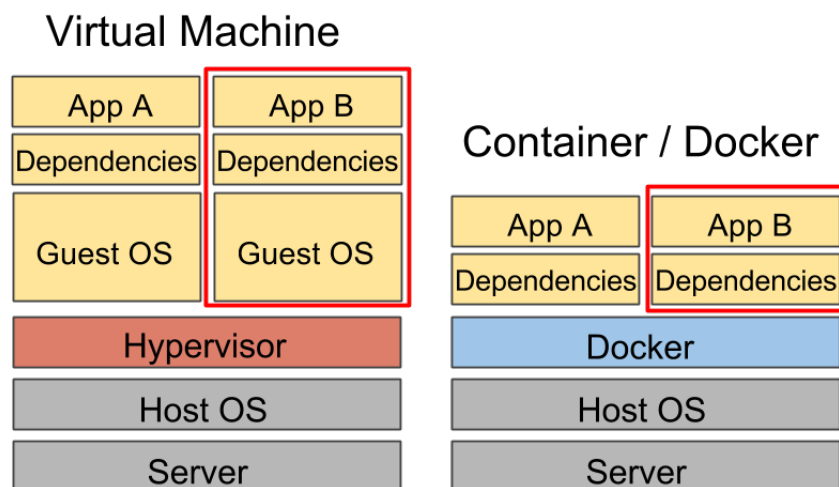 Virtual Machine
App A
App B
Dependencies
Dependencies
Guest OS
Guest OS
Hypervisor
Host OS
Server
Container / Docker
App A
App B
Dependencies
Dependencies
Docker
Host OS
Server